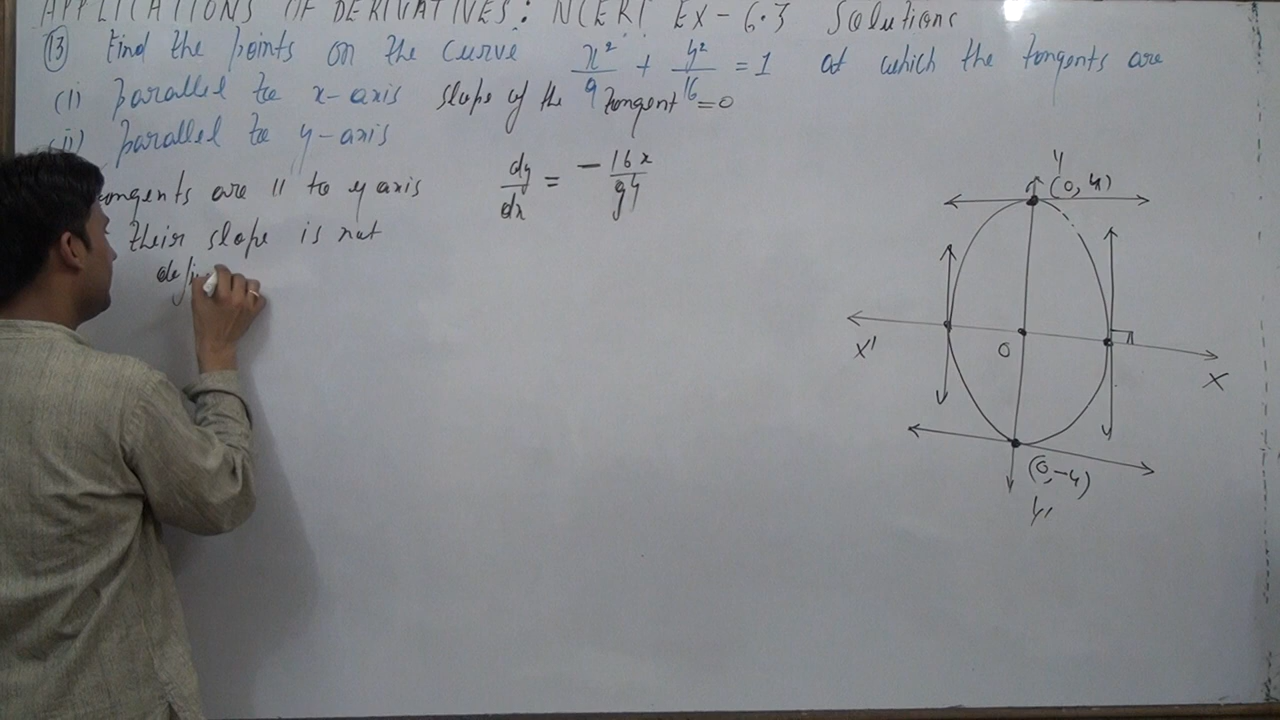 APPLICATIONS OF DERIVATIVES: NCERT EX-6.3 Solutions
(13) Find the points on the curve x²/9 + y²/16 = 1 at which the tangents are
(i) parallel to x-axis slope of the tangent = 0
(ii) parallel to y-axis
tangents are || to y axis
their slope is not
defi
dy/dx = -16x/9y
Y
(0, 4)
X'
O
X
(0, -4)
Y'